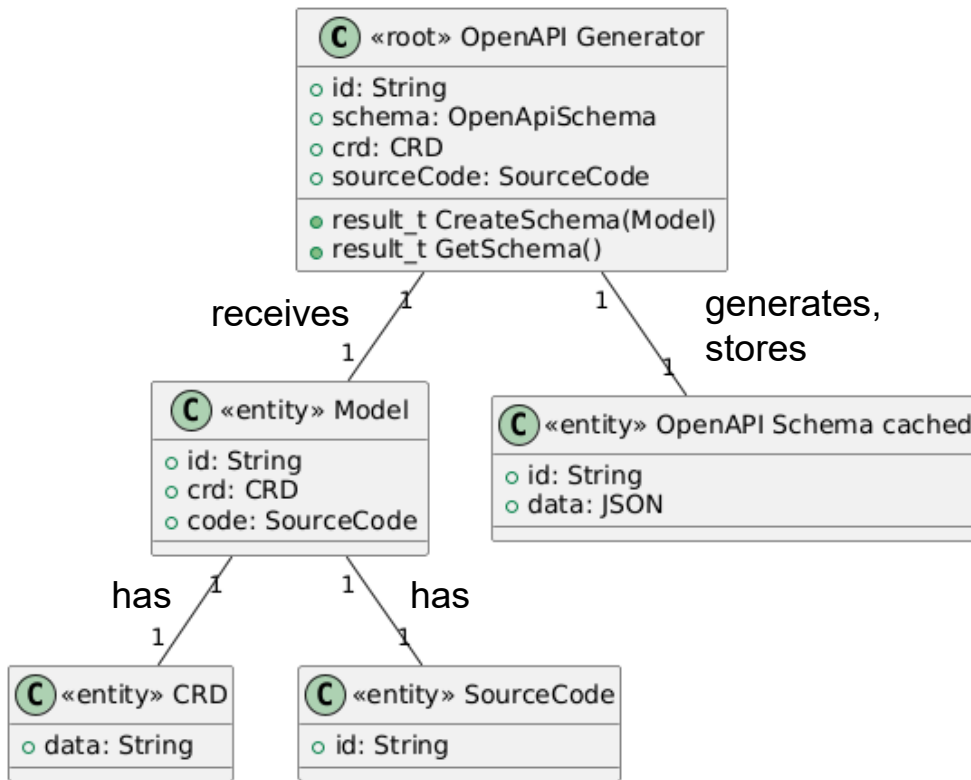 C «root» OpenAPI Generator
id: String
schema: OpenApiSchema
crd: CRD
sourceCode: SourceCode
result_t CreateSchema(Model)
result_t GetSchema()
1
1
receives
generates,
stores
1
1
C «entity» Model
id: String
crd: CRD
code: SourceCode
C «entity» OpenAPI Schema cached
id: String
data: JSON
1
1
has
has
1
1
C «entity» CRD
data: String
C «entity» SourceCode
id: String